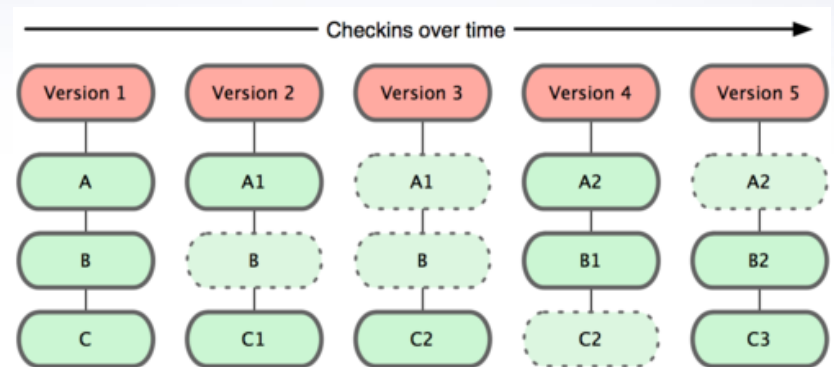 Checkins over time
Version 1 Version 2 Version 3 Version 4 Version 5
A A1 A1 A2 A2
B B B B1 B2
C C1 C2 C2 C3